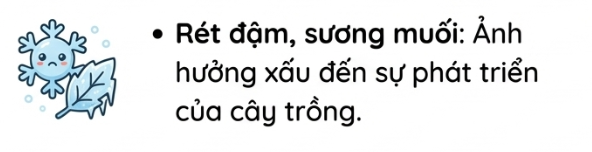 • Rét đậm, sương muối: Ảnh
hưởng xấu đến sự phát triển
của cây trồng.